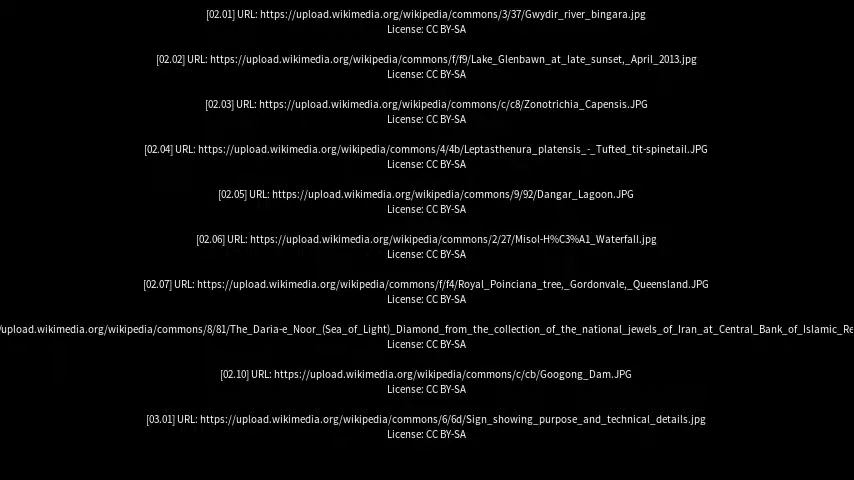 [02.01] URL: https://upload.wikimedia.org/wikipedia/commons/3/37/Gwydir_river_bingara.jpg
License: CC BY-SA
[02.02] URL: https://upload.wikimedia.org/wikipedia/commons/f/f9/Lake_Glenbawn_at_late_sunset,_April_2013.jpg
License: CC BY-SA
[02.03] URL: https://upload.wikimedia.org/wikipedia/commons/c/c8/Zonotrichia_Capensis.JPG
License: CC BY-SA
[02.04] URL: https://upload.wikimedia.org/wikipedia/commons/4/4b/Leptasthenura_platensis_-_Tufted_tit-spinetail.JPG
License: CC BY-SA
[02.05] URL: https://upload.wikimedia.org/wikipedia/commons/9/92/Dangar_Lagoon.JPG
License: CC BY-SA
[02.06] URL: https://upload.wikimedia.org/wikipedia/commons/2/27/Misol-H%C3%A1_Waterfall.jpg
License: CC BY-SA
[02.07] URL: https://upload.wikimedia.org/wikipedia/commons/f/f4/Royal_Poinciana_tree,_Gordonvale,_Queensland.JPG
License: CC BY-SA
/upload.wikimedia.org/wikipedia/commons/8/81/The_Daria-e_Noor_(Sea_of_Light)_Diamond_from_the_collection_of_the_national_jewels_of_Iran_at_Central_Bank_of_Islamic_Re
License: CC BY-SA
[02.10] URL: https://upload.wikimedia.org/wikipedia/commons/c/cb/Googong_Dam.JPG
License: CC BY-SA
[03.01] URL: https://upload.wikimedia.org/wikipedia/commons/6/6d/Sign_showing_purpose_and_technical_details.jpg
License: CC BY-SA